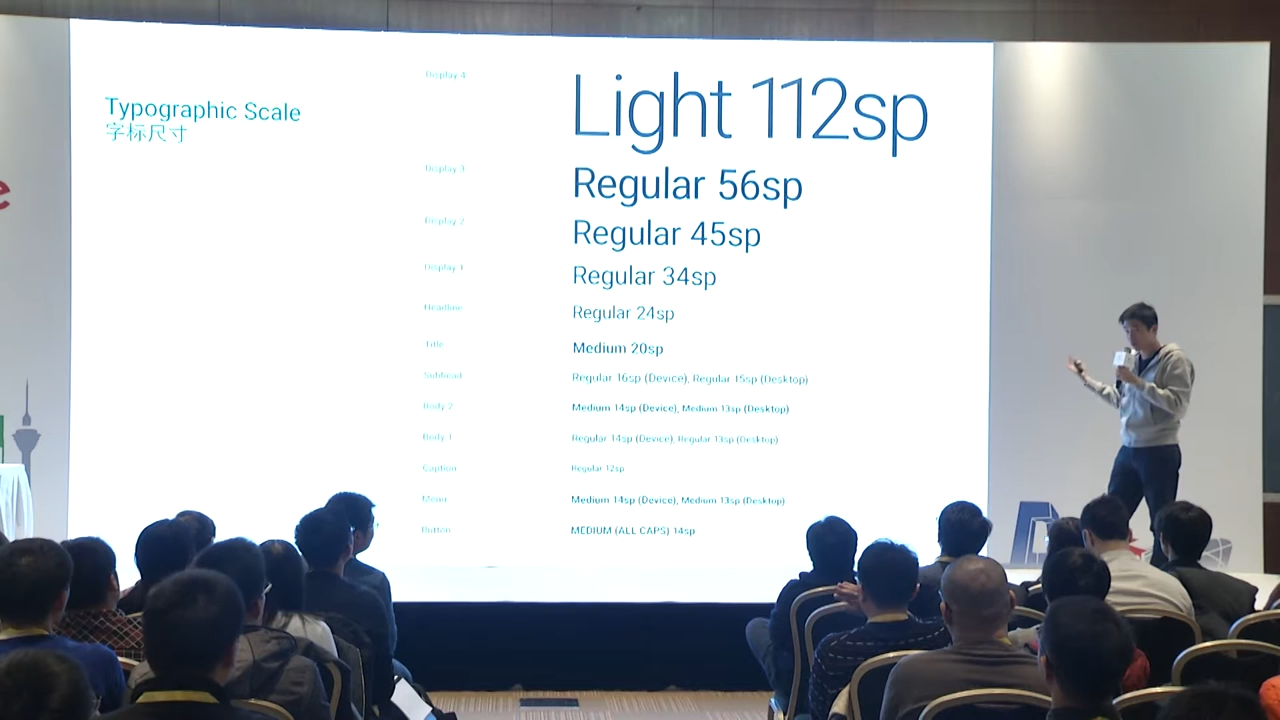 Typographic Scale
字标尺寸
Display 4
Light 112sp
Display 3
Regular 56sp
Display 2
Regular 45sp
Display 1
Regular 34sp
Headline
Regular 24sp
Title
Medium 20sp
Subhead
Regular 16sp (Device), Regular 15sp (Desktop)
Body 2
Medium 14sp (Device), Medium 13sp (Desktop)
Body 1
Regular 14sp (Device), Regular 13sp (Desktop)
Caption
Regular 12sp
Menu
Medium 14sp (Device), Medium 13sp (Desktop)
Button
MEDIUM (ALL CAPS) 14sp
e